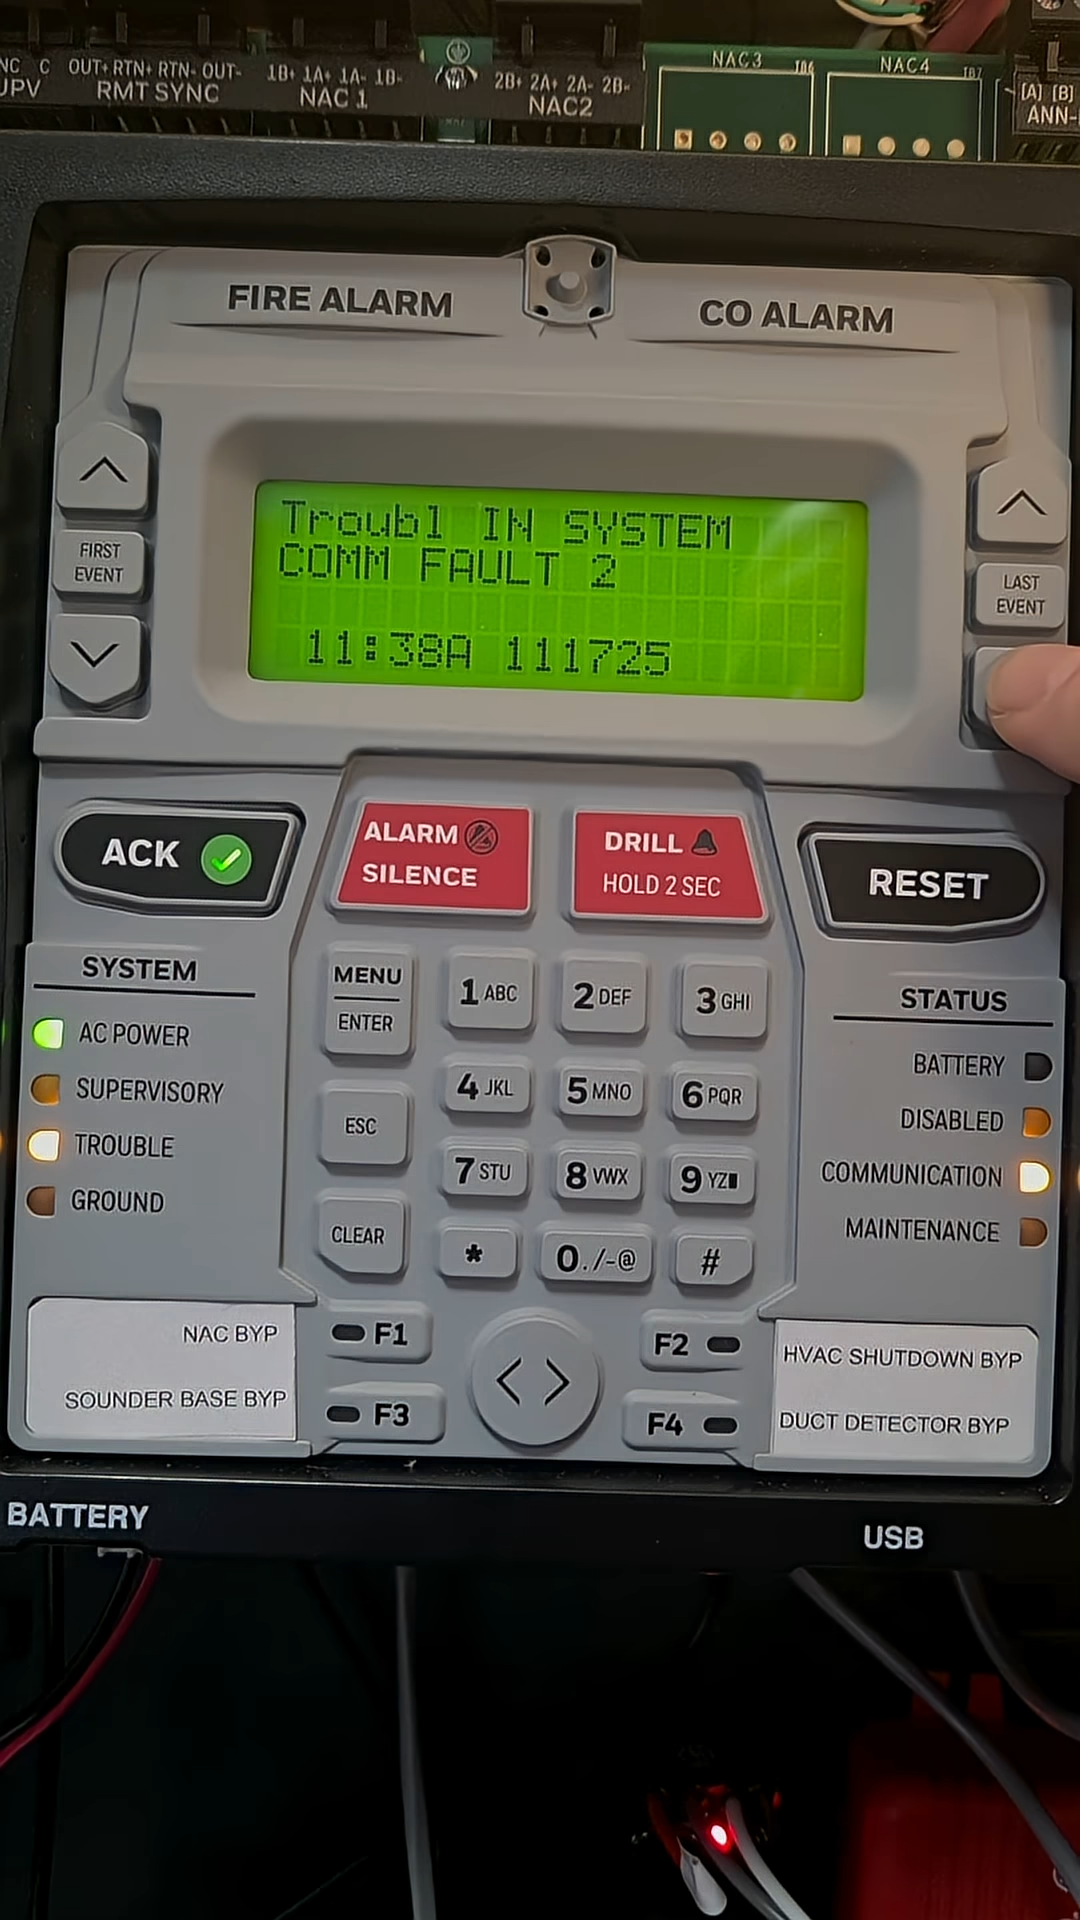 NC C OUT+ RTN+ RTN- OUT- 1B+ 1A+ 1A- 1B- 2B+ 2A+ 2A- 2B- NAC3 TB6 NAC4 TB7 [A] [B]
RMT SYNC NAC 1 NAC2
FIRE ALARM CO ALARM
Troubl IN SYSTEM
COMM FAULT 2
11:38A 111725
FIRST
EVENT
LAST
EVENT
ACK
ALARM
SILENCE
DRILL
HOLD 2 SEC
RESET
SYSTEM
AC POWER
SUPERVISORY
TROUBLE
GROUND
MENU
ENTER
ESC
CLEAR
1 ABC 2 DEF 3 GHI
4 JKL 5 MNO 6 PQR
7 STU 8 VWX 9 YZ
* 0 ./-@ #
STATUS
BATTERY
DISABLED
COMMUNICATION
MAINTENANCE
NAC BYP
SOUNDER BASE BYP
F1 F2
F3 < > F4
HVAC SHUTDOWN BYP
DUCT DETECTOR BYP
BATTERY USB